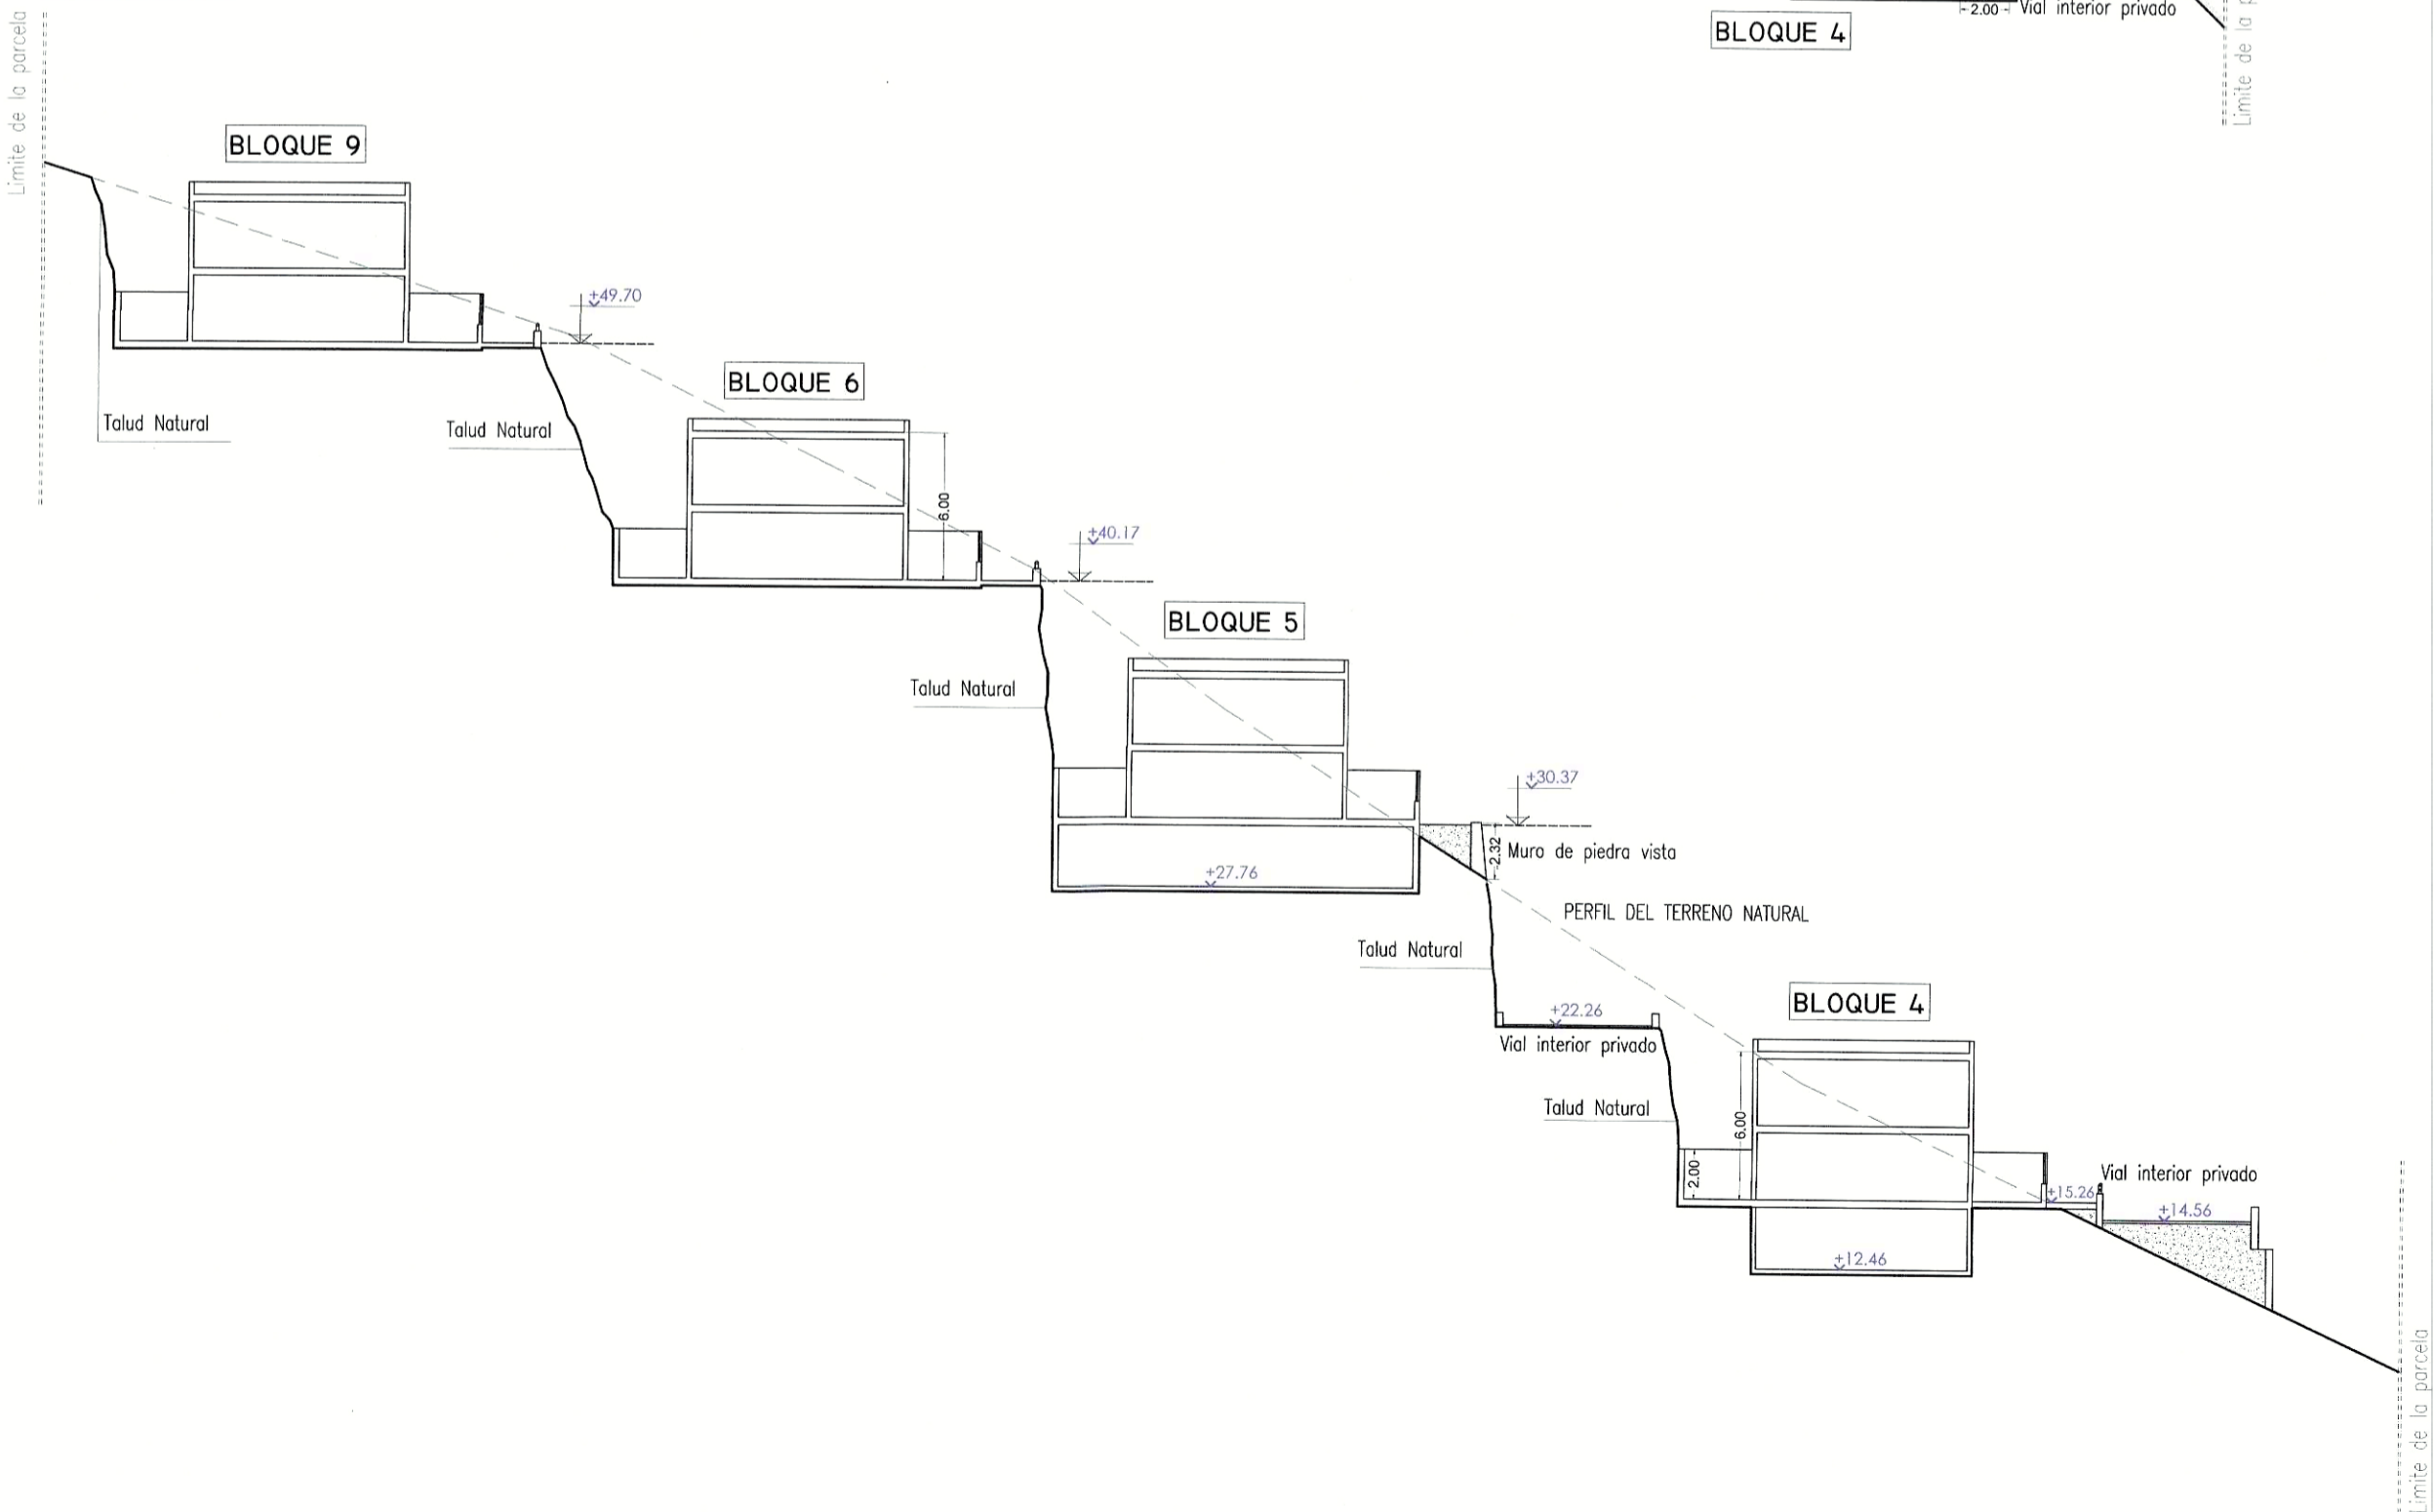 2.00 Vial interior privado
BLOQUE 4
Limite de la parcela
Limite de la
BLOQUE 9
+49.70
Talud Natural
Talud Natural
BLOQUE 6
6.00
+40.17
BLOQUE 5
Talud Natural
+30.37
2.32
Muro de piedra vista
+27.76
PERFIL DEL TERRENO NATURAL
Talud Natural
+22.26
Vial interior privado
BLOQUE 4
Talud Natural
6.00
2.00
+15.26
Vial interior privado
+14.56
+12.46
Limite de la parcela